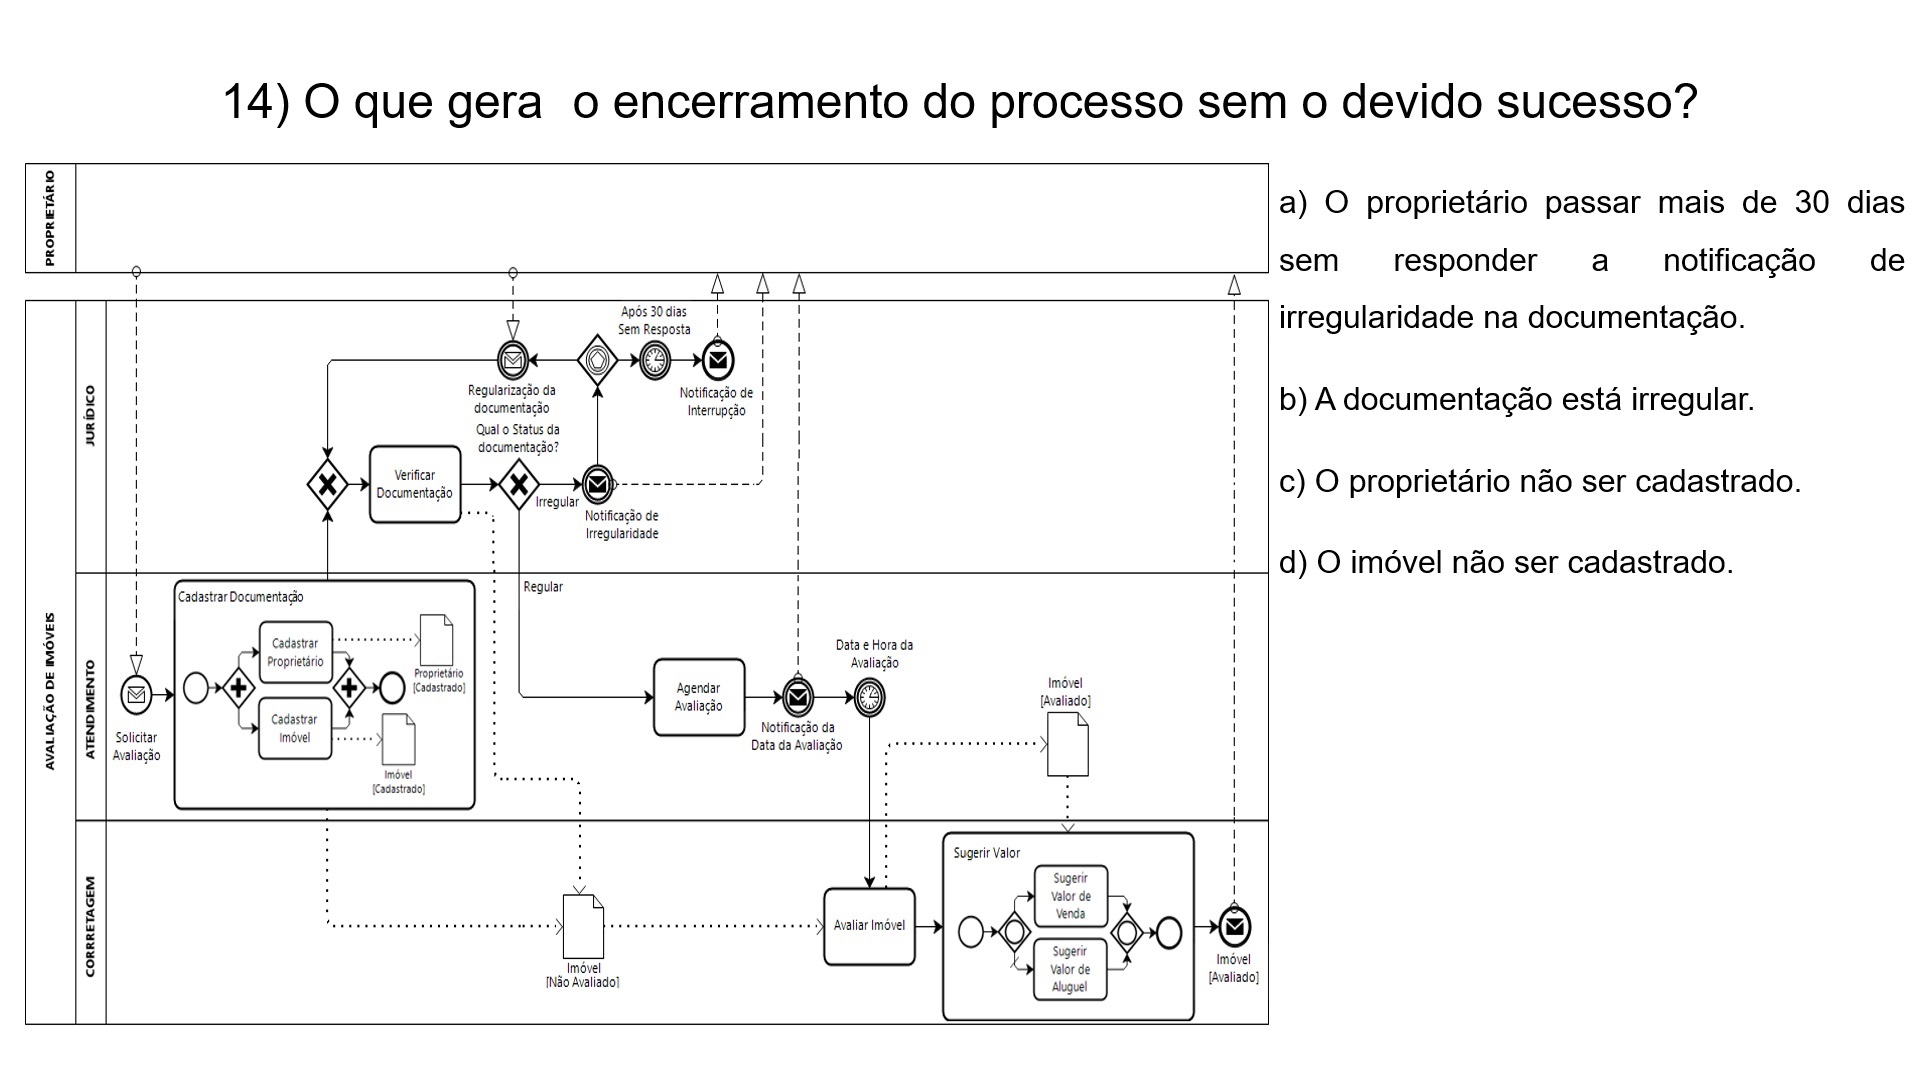 14) O que gera o encerramento do processo sem o devido sucesso?
PROPRIETÁRIO
a) O proprietário passar mais de 30 dias
sem responder a notificação de
irregularidade na documentação.
b) A documentação está irregular.
c) O proprietário não ser cadastrado.
d) O imóvel não ser cadastrado.
AVALIAÇÃO DE IMÓVEIS
JURÍDICO
Após 30 dias
Sem Resposta
Regularização da
documentação
Notificação de
Interrupção
Qual o Status da
documentação?
Verificar
Documentação
Irregular
Notificação de
Irregularidade
ATENDIMENTO
Regular
Cadastrar Documentação
Cadastrar
Proprietário
Proprietário
[Cadastrado]
Cadastrar
Imóvel
Imóvel
[Cadastrado]
Solicitar
Avaliação
Agendar
Avaliação
Notificação da
Data da Avaliação
Data e Hora da
Avaliação
Imóvel
[Avaliado]
CORRETAGEM
Imóvel
[Não Avaliado]
Avaliar Imóvel
Sugerir Valor
Sugerir
Valor de
Venda
Sugerir
Valor de
Aluguel
Imóvel
[Avaliado]